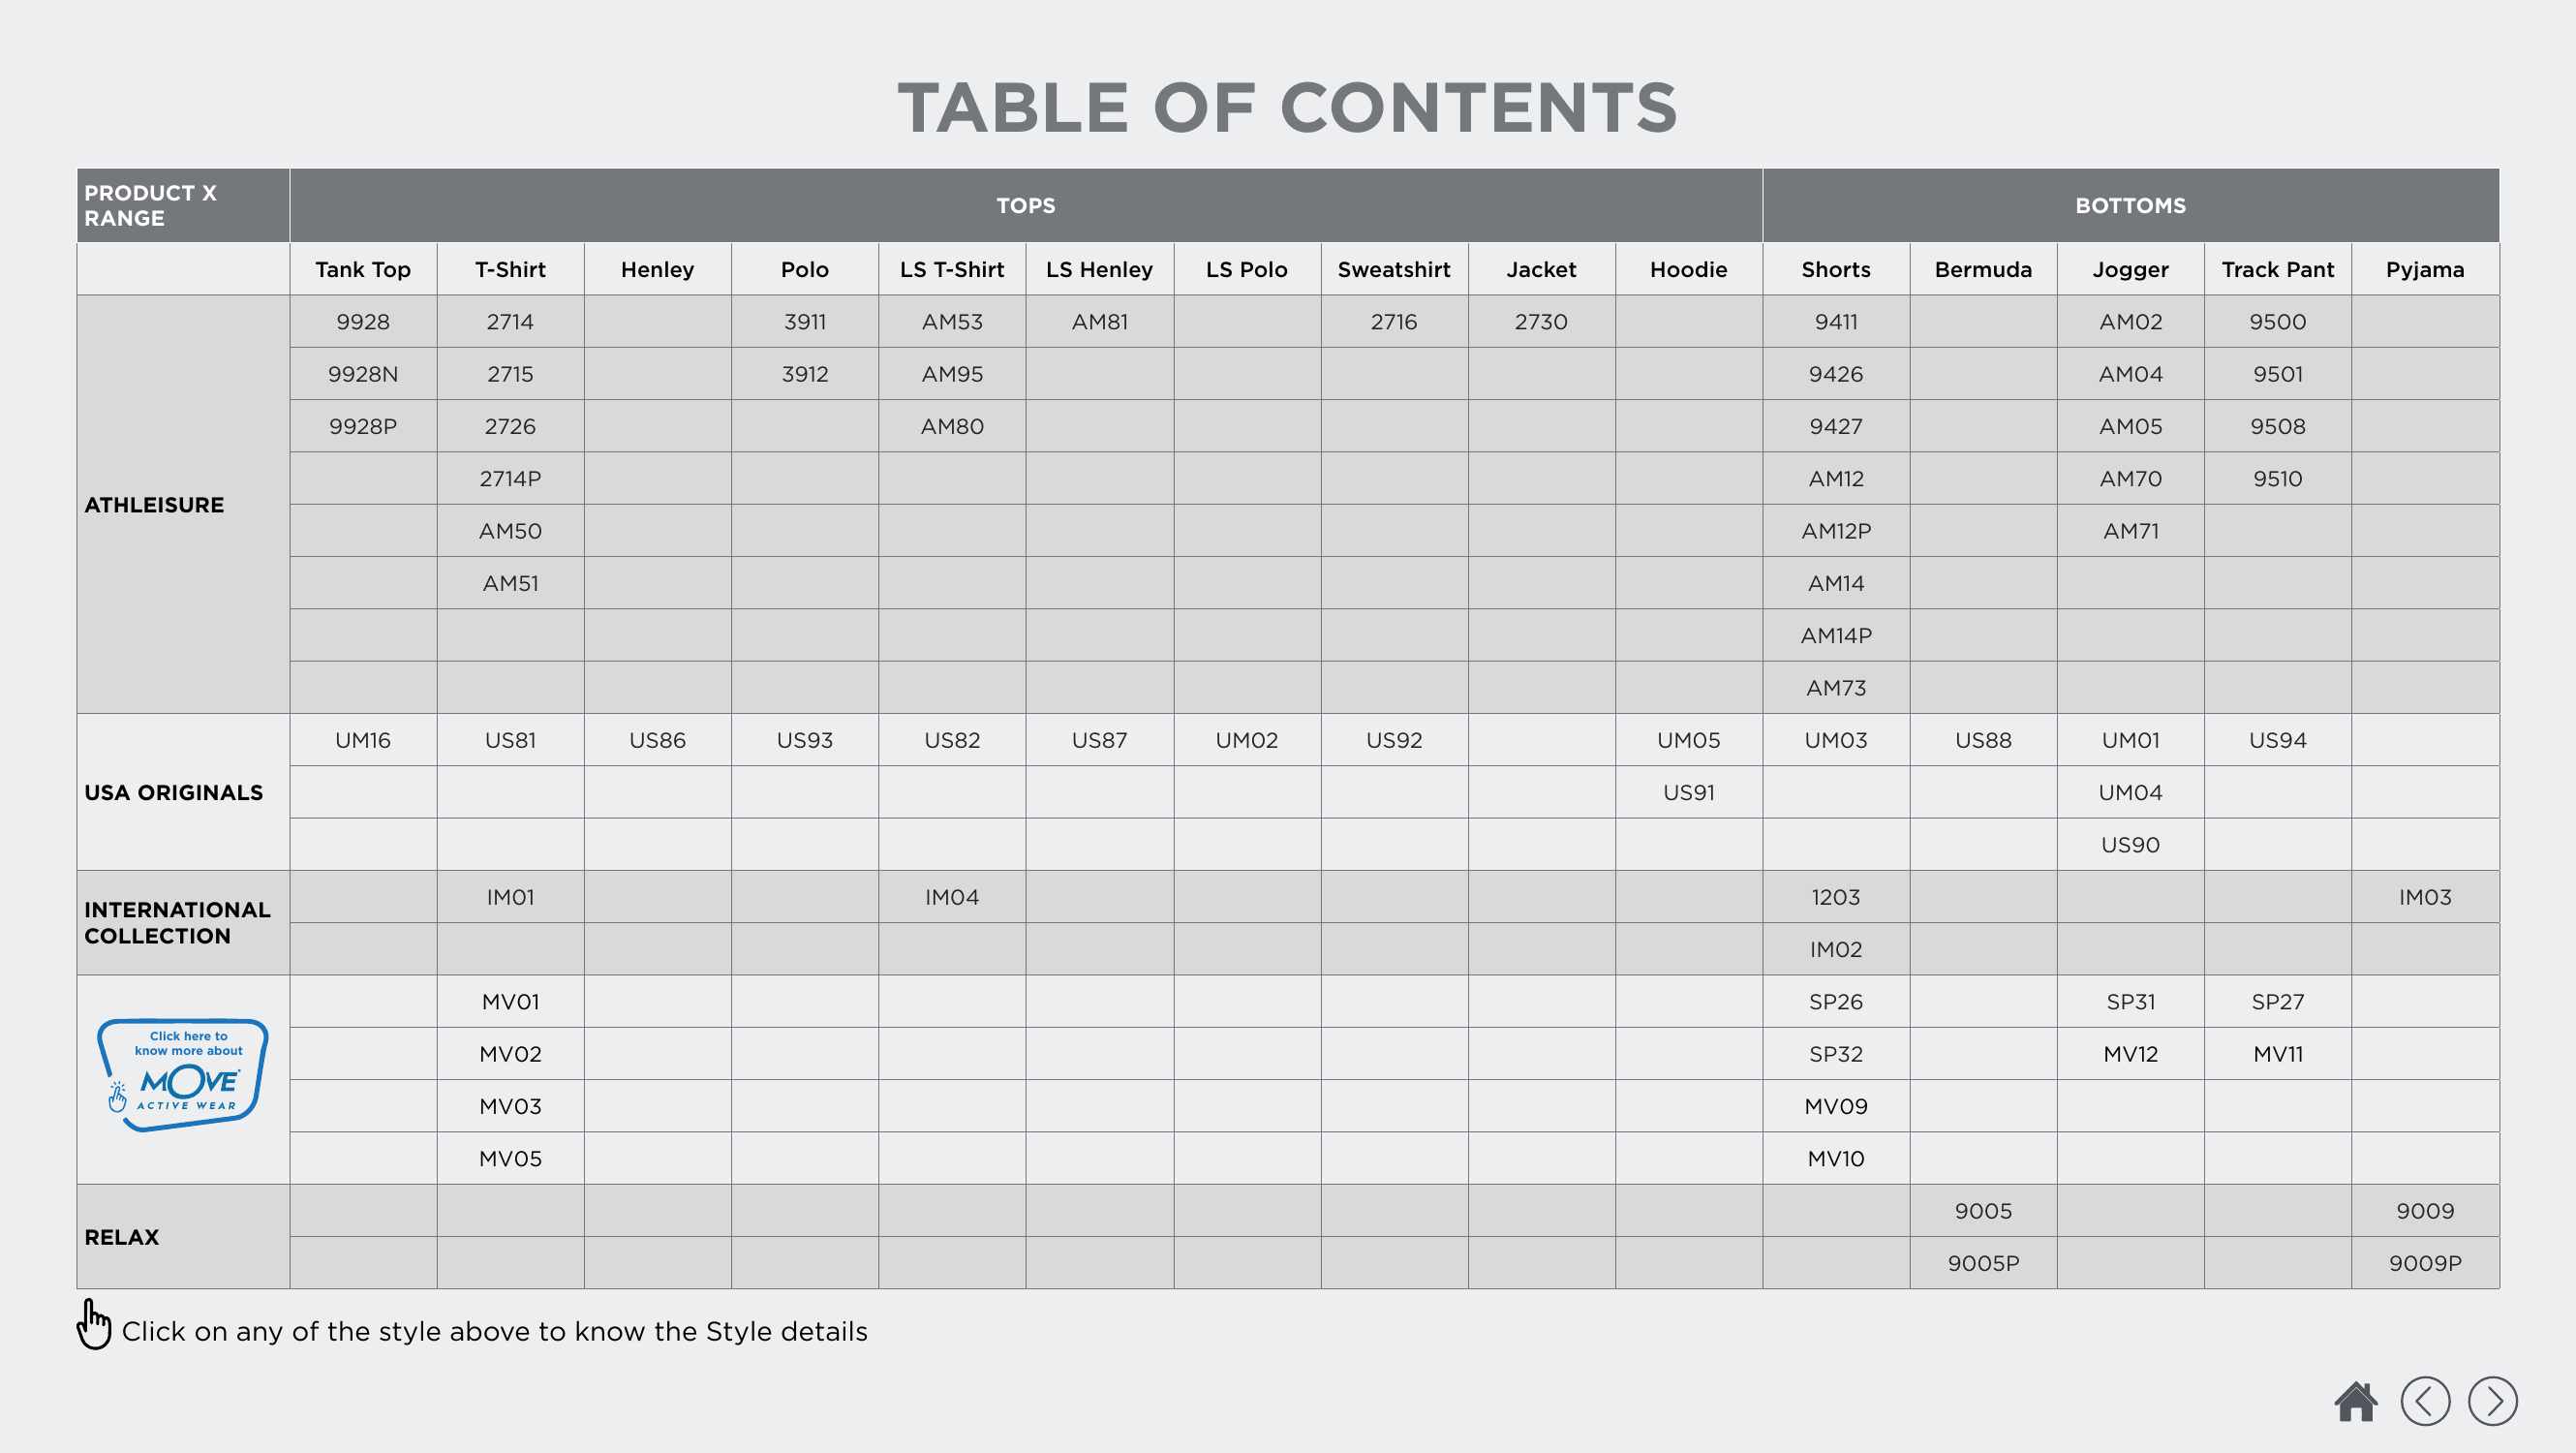 TABLE OF CONTENTS
PRODUCT X
RANGE
TOPS BOTTOMS
Tank Top T-Shirt Henley Polo LS T-Shirt LS Henley LS Polo Sweatshirt Jacket Hoodie Shorts Bermuda Jogger Track Pant Pyjama
ATHLEISURE
9928 2714 3911 AM53 AM81 2716 2730 9411 AM02 9500
9928N 2715 3912 AM95 9426 AM04 9501
9928P 2726 AM80 9427 AM05 9508
2714P AM12 AM70 9510
AM50 AM12P AM71
AM51 AM14
AM14P
AM73
USA ORIGINALS
UM16 US81 US86 US93 US82 US87 UM02 US92 UM05 UM03 US88 UM01 US94
US91 UM04
US90
INTERNATIONAL
COLLECTION
IM01 IM04 1203 IM03
IM02
Click here to
know more about
MOVE
ACTIVE WEAR
MV01 SP26 SP31 SP27
MV02 SP32 MV12 MV11
MV03 MV09
MV05 MV10
RELAX
9005 9009
9005P 9009P
Click on any of the style above to know the Style details